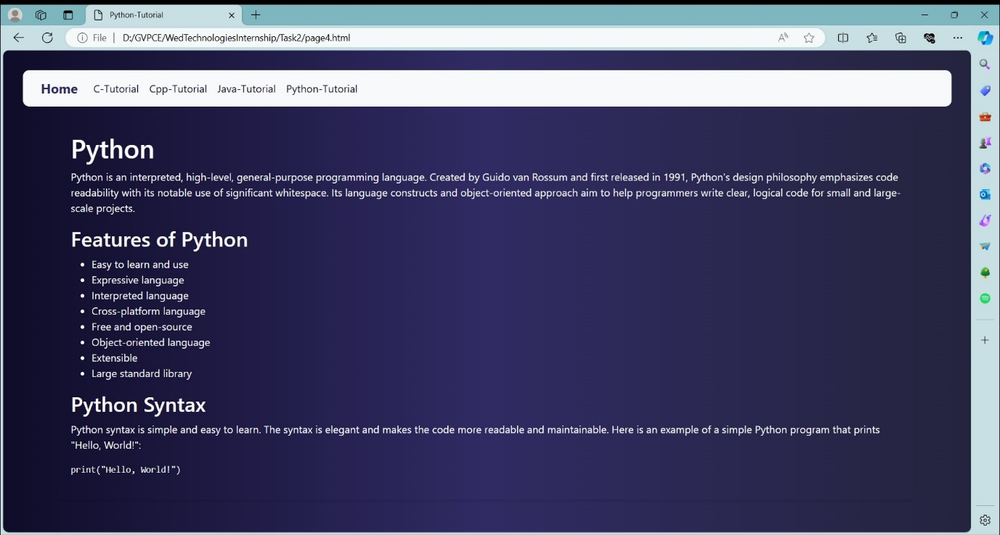 Python-Tutorial
File | D:/GVPCE/WedTechnologiesInternship/Task2/page4.html
Home C-Tutorial Cpp-Tutorial Java-Tutorial Python-Tutorial
Python
Python is an interpreted, high-level, general-purpose programming language. Created by Guido van Rossum and first released in 1991, Python's design philosophy emphasizes code
readability with its notable use of significant whitespace. Its language constructs and object-oriented approach aim to help programmers write clear, logical code for small and large-
scale projects.
Features of Python
• Easy to learn and use
• Expressive language
• Interpreted language
• Cross-platform language
• Free and open-source
• Object-oriented language
• Extensible
• Large standard library
Python Syntax
Python syntax is simple and easy to learn. The syntax is elegant and makes the code more readable and maintainable. Here is an example of a simple Python program that prints
"Hello, World!":
print("Hello, World!")